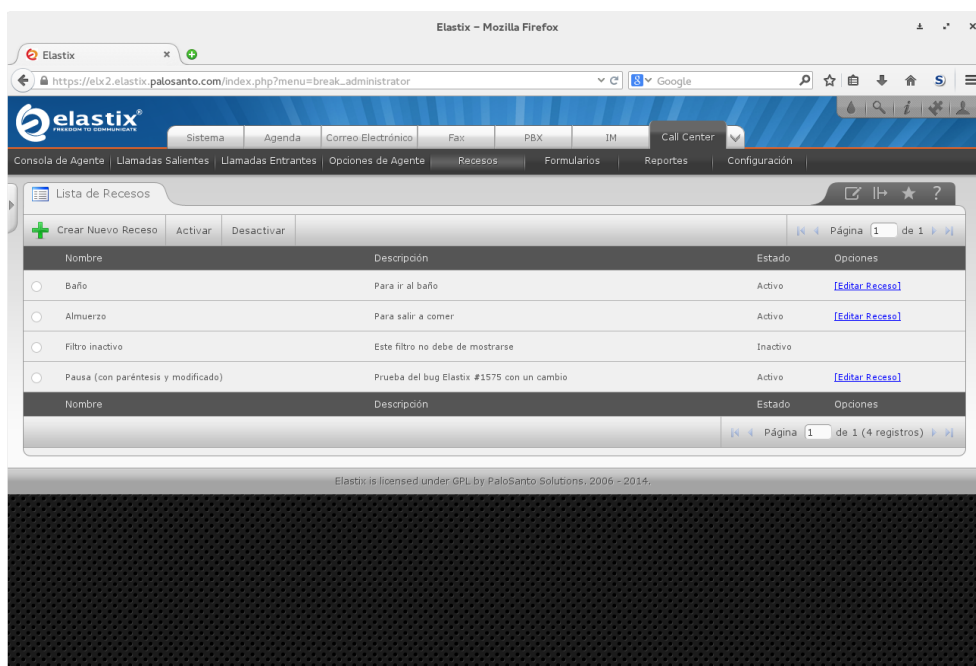 Elastix - Mozilla Firefox
Elastix
https://elx2.elastix.palosanto.com/index.php?menu=break_administrator
Google
elastix®
FREEDOM TO COMMUNICATE
Sistema Agenda Correo Electrónico Fax PBX IM Call Center
Consola de Agente Llamadas Salientes Llamadas Entrantes Opciones de Agente Recesos Formularios Reportes Configuración
Lista de Recesos
Crear Nuevo Receso Activar Desactivar Página 1 de 1
Nombre Descripción Estado Opciones
Baño Para ir al baño Activo [Editar Receso]
Almuerzo Para salir a comer Activo [Editar Receso]
Filtro inactivo Este filtro no debe de mostrarse Inactivo
Pausa (con paréntesis y modificado) Prueba del bug Elastix #1575 con un cambio Activo [Editar Receso]
Nombre Descripción Estado Opciones
Página 1 de 1 (4 registros)
Elastix is licensed under GPL by PaloSanto Solutions. 2006 - 2014.